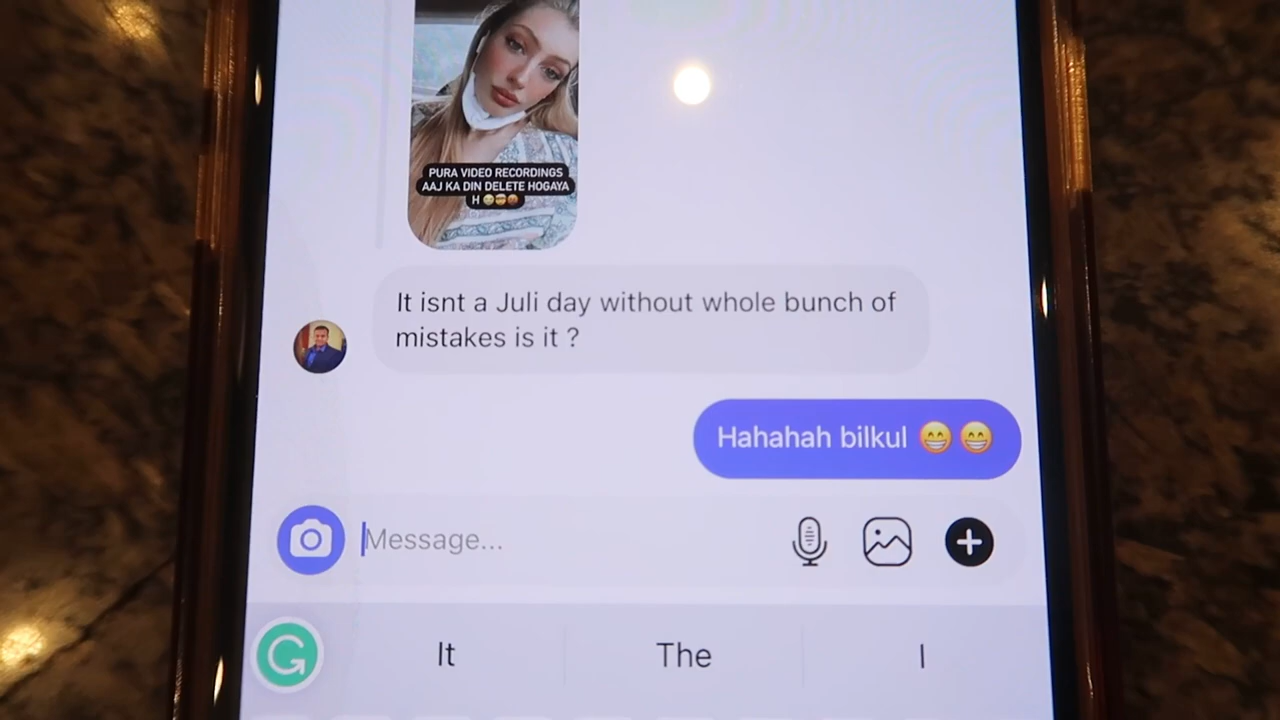 PURA VIDEO RECORDINGS
AAJ KA DIN DELETE HOGAYA
H 😢🤯😡
It isnt a Juli day without whole bunch of
mistakes is it ?
Hahahah bilkul 😁😁
Message...
It The I